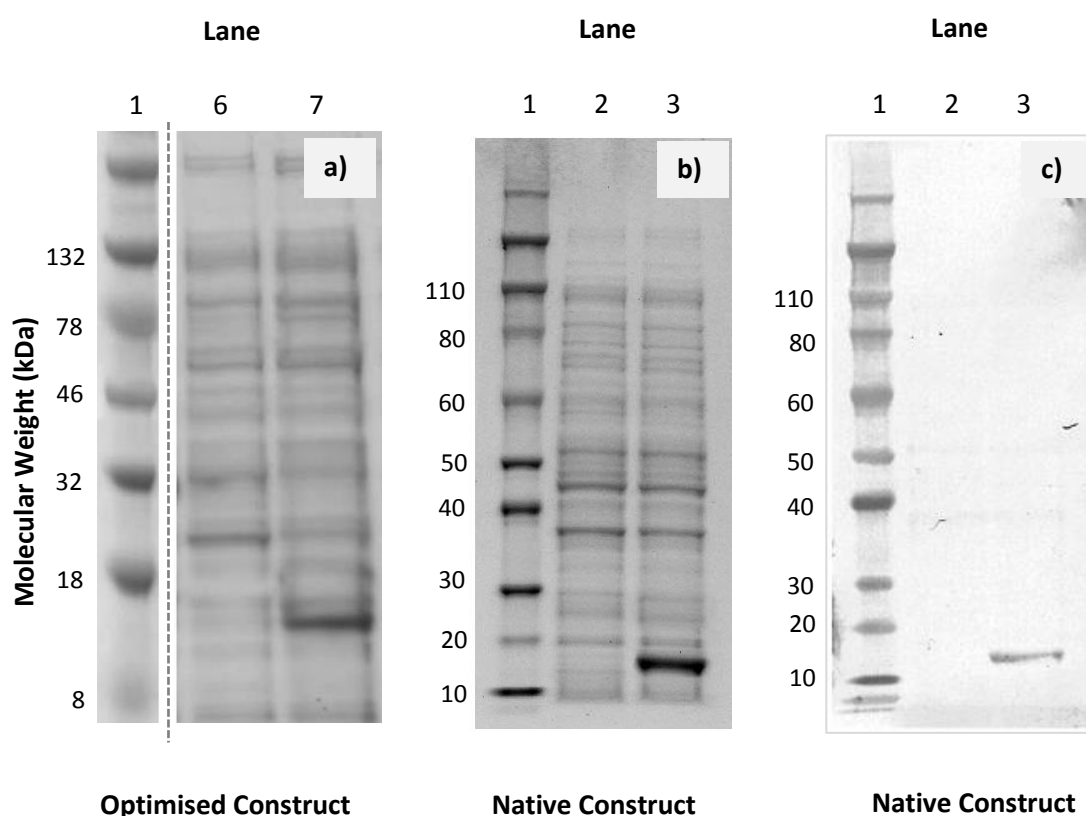 Lane
Lane
Lane
1 6 7
1 2 3
1 2 3
a)
b)
c)
Molecular Weight (kDa)
132
78
46
32
18
8
110
80
60
50
40
30
20
10
110
80
60
50
40
30
20
10
Optimised Construct
Native Construct
Native Construct